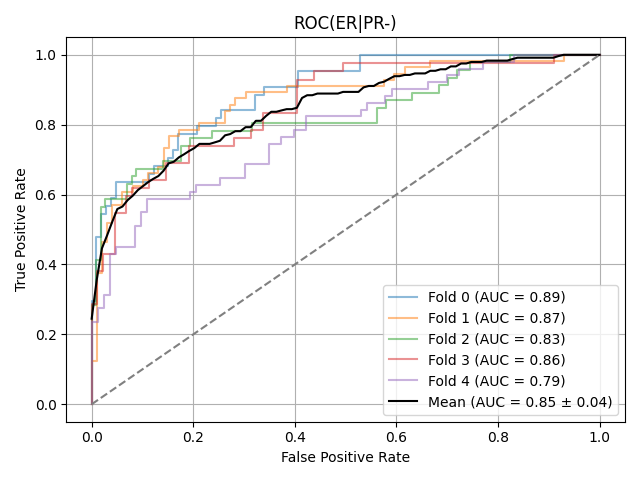 ROC(ER|PR-)
True Positive Rate
1.0
0.8
0.6
0.4
0.2
0.0
0.0 0.2 0.4 0.6 0.8 1.0
False Positive Rate
Fold 0 (AUC = 0.89)
Fold 1 (AUC = 0.87)
Fold 2 (AUC = 0.83)
Fold 3 (AUC = 0.86)
Fold 4 (AUC = 0.79)
Mean (AUC = 0.85 ± 0.04)